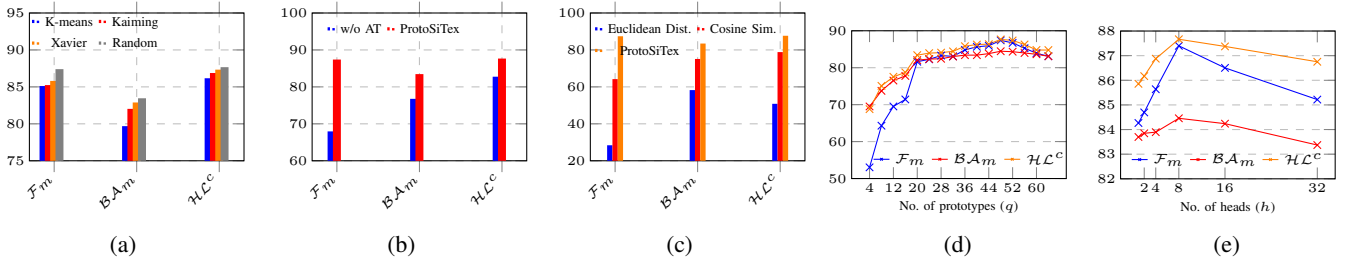 95
90
85
80
75
K-means
Kaiming
Xavier
Random
ℱm
ℬ𝒜m
ℋℒᶜ
(a)
100
90
80
70
60
w/o AT
ProtoSiTex
ℱm
ℬ𝒜m
ℋℒᶜ
(b)
100
80
60
40
20
Euclidean Dist.
Cosine Sim.
ProtoSiTex
ℱm
ℬ𝒜m
ℋℒᶜ
(c)
90
80
70
60
50
ℱm ℬ𝒜m ℋℒᶜ
4 12 20 28 36 44 52 60
No. of prototypes (q)
(d)
88
87
86
85
84
83
82
ℱm ℬ𝒜m ℋℒᶜ
2 4 8 16 32
No. of heads (h)
(e)